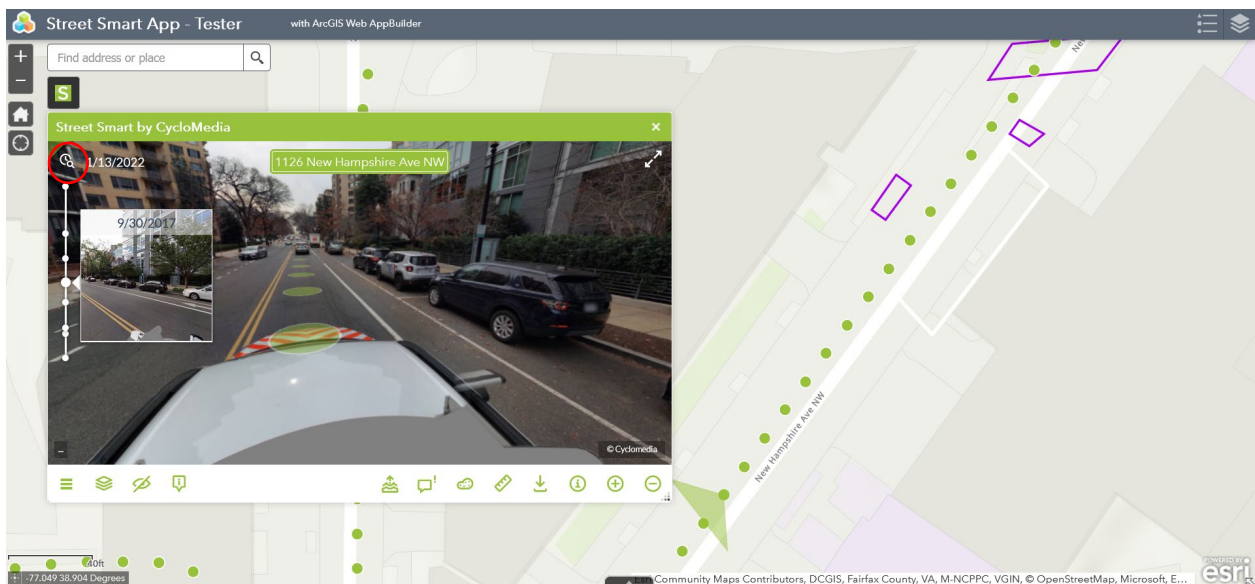 Street Smart App - Tester
with ArcGIS Web AppBuilder
+
Find address or place
−
S
Street Smart by CycloMedia
×
1/13/2022
1126 New Hampshire Ave NW
9/30/2017
New Hampshire Ave NW
© Cyclomedia
40ft
-77.049 38.904 Degrees
Community Maps Contributors, DCGIS, Fairfax County, VA, M-NCPPC, VGIN, © OpenStreetMap, Microsoft, E...
POWERED BY
esri